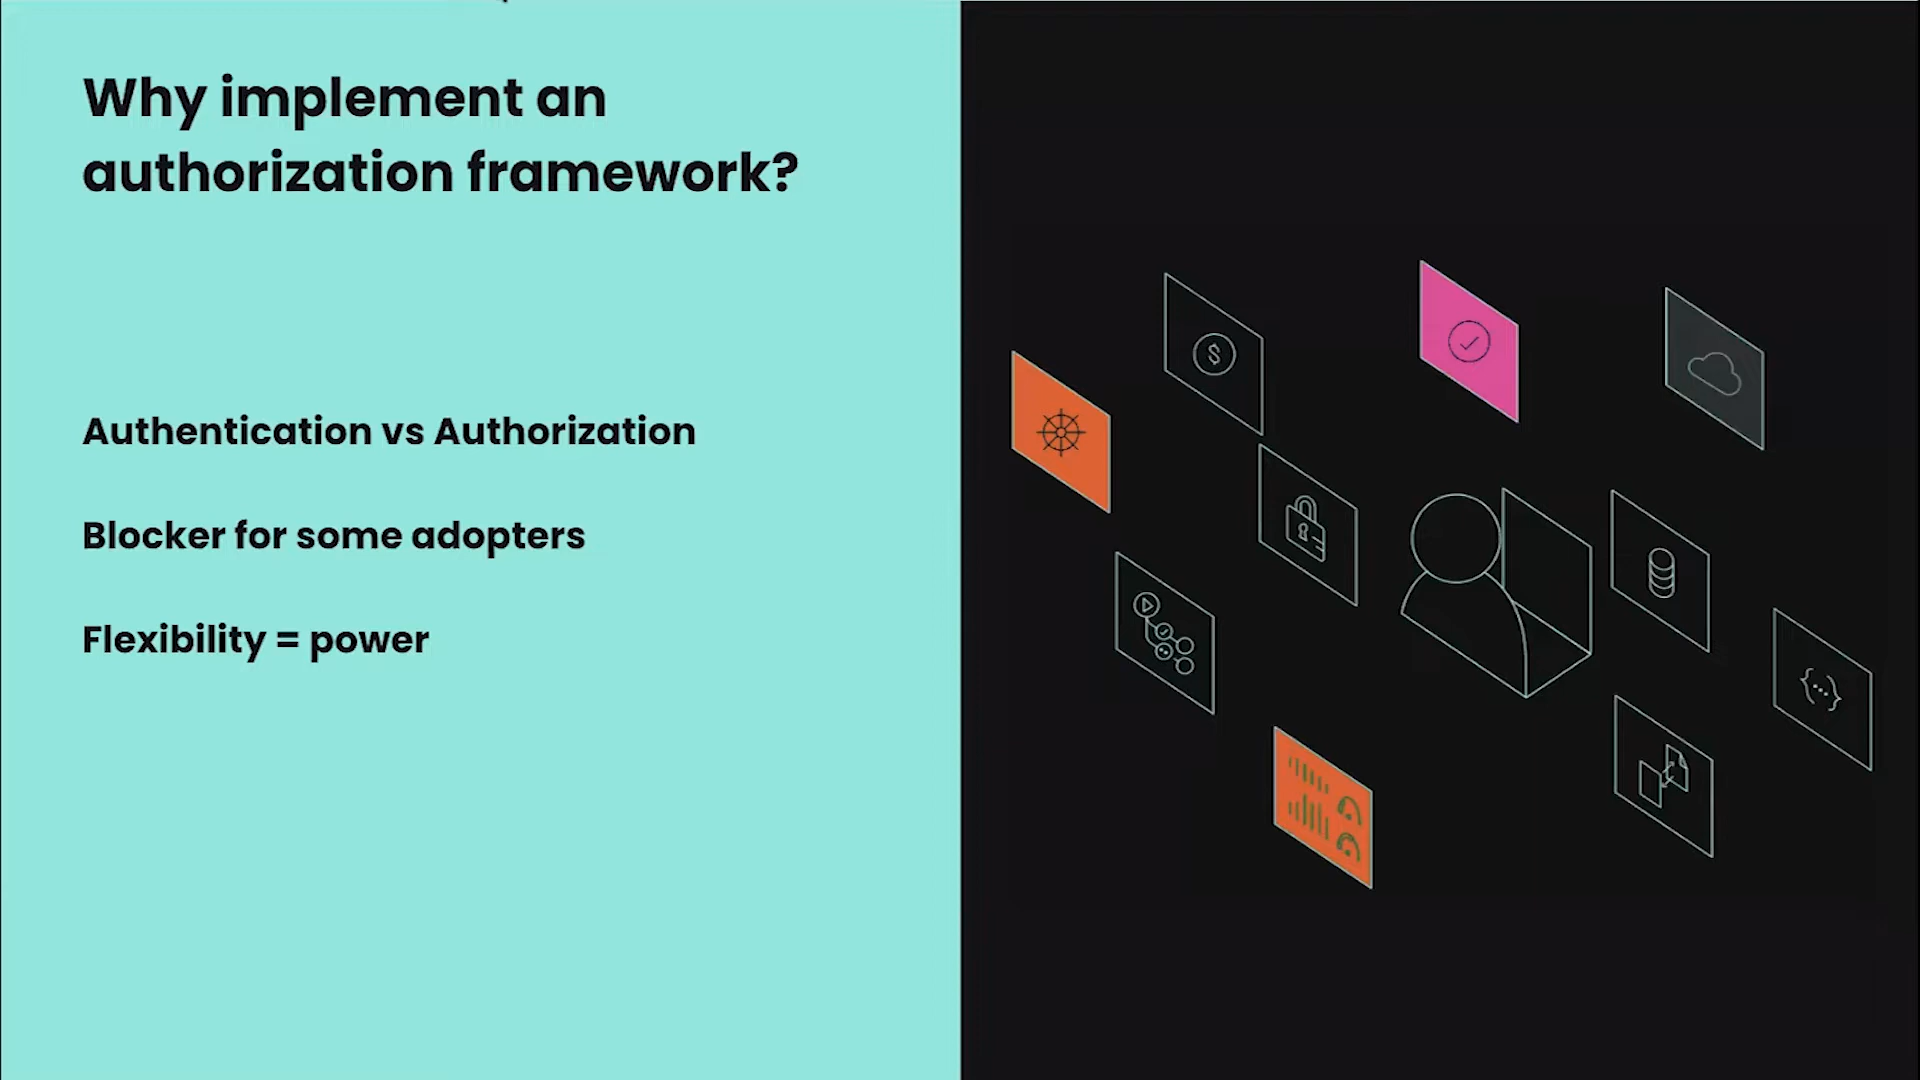 Why implement an
authorization framework?
Authentication vs Authorization
Blocker for some adopters
Flexibility = power
$